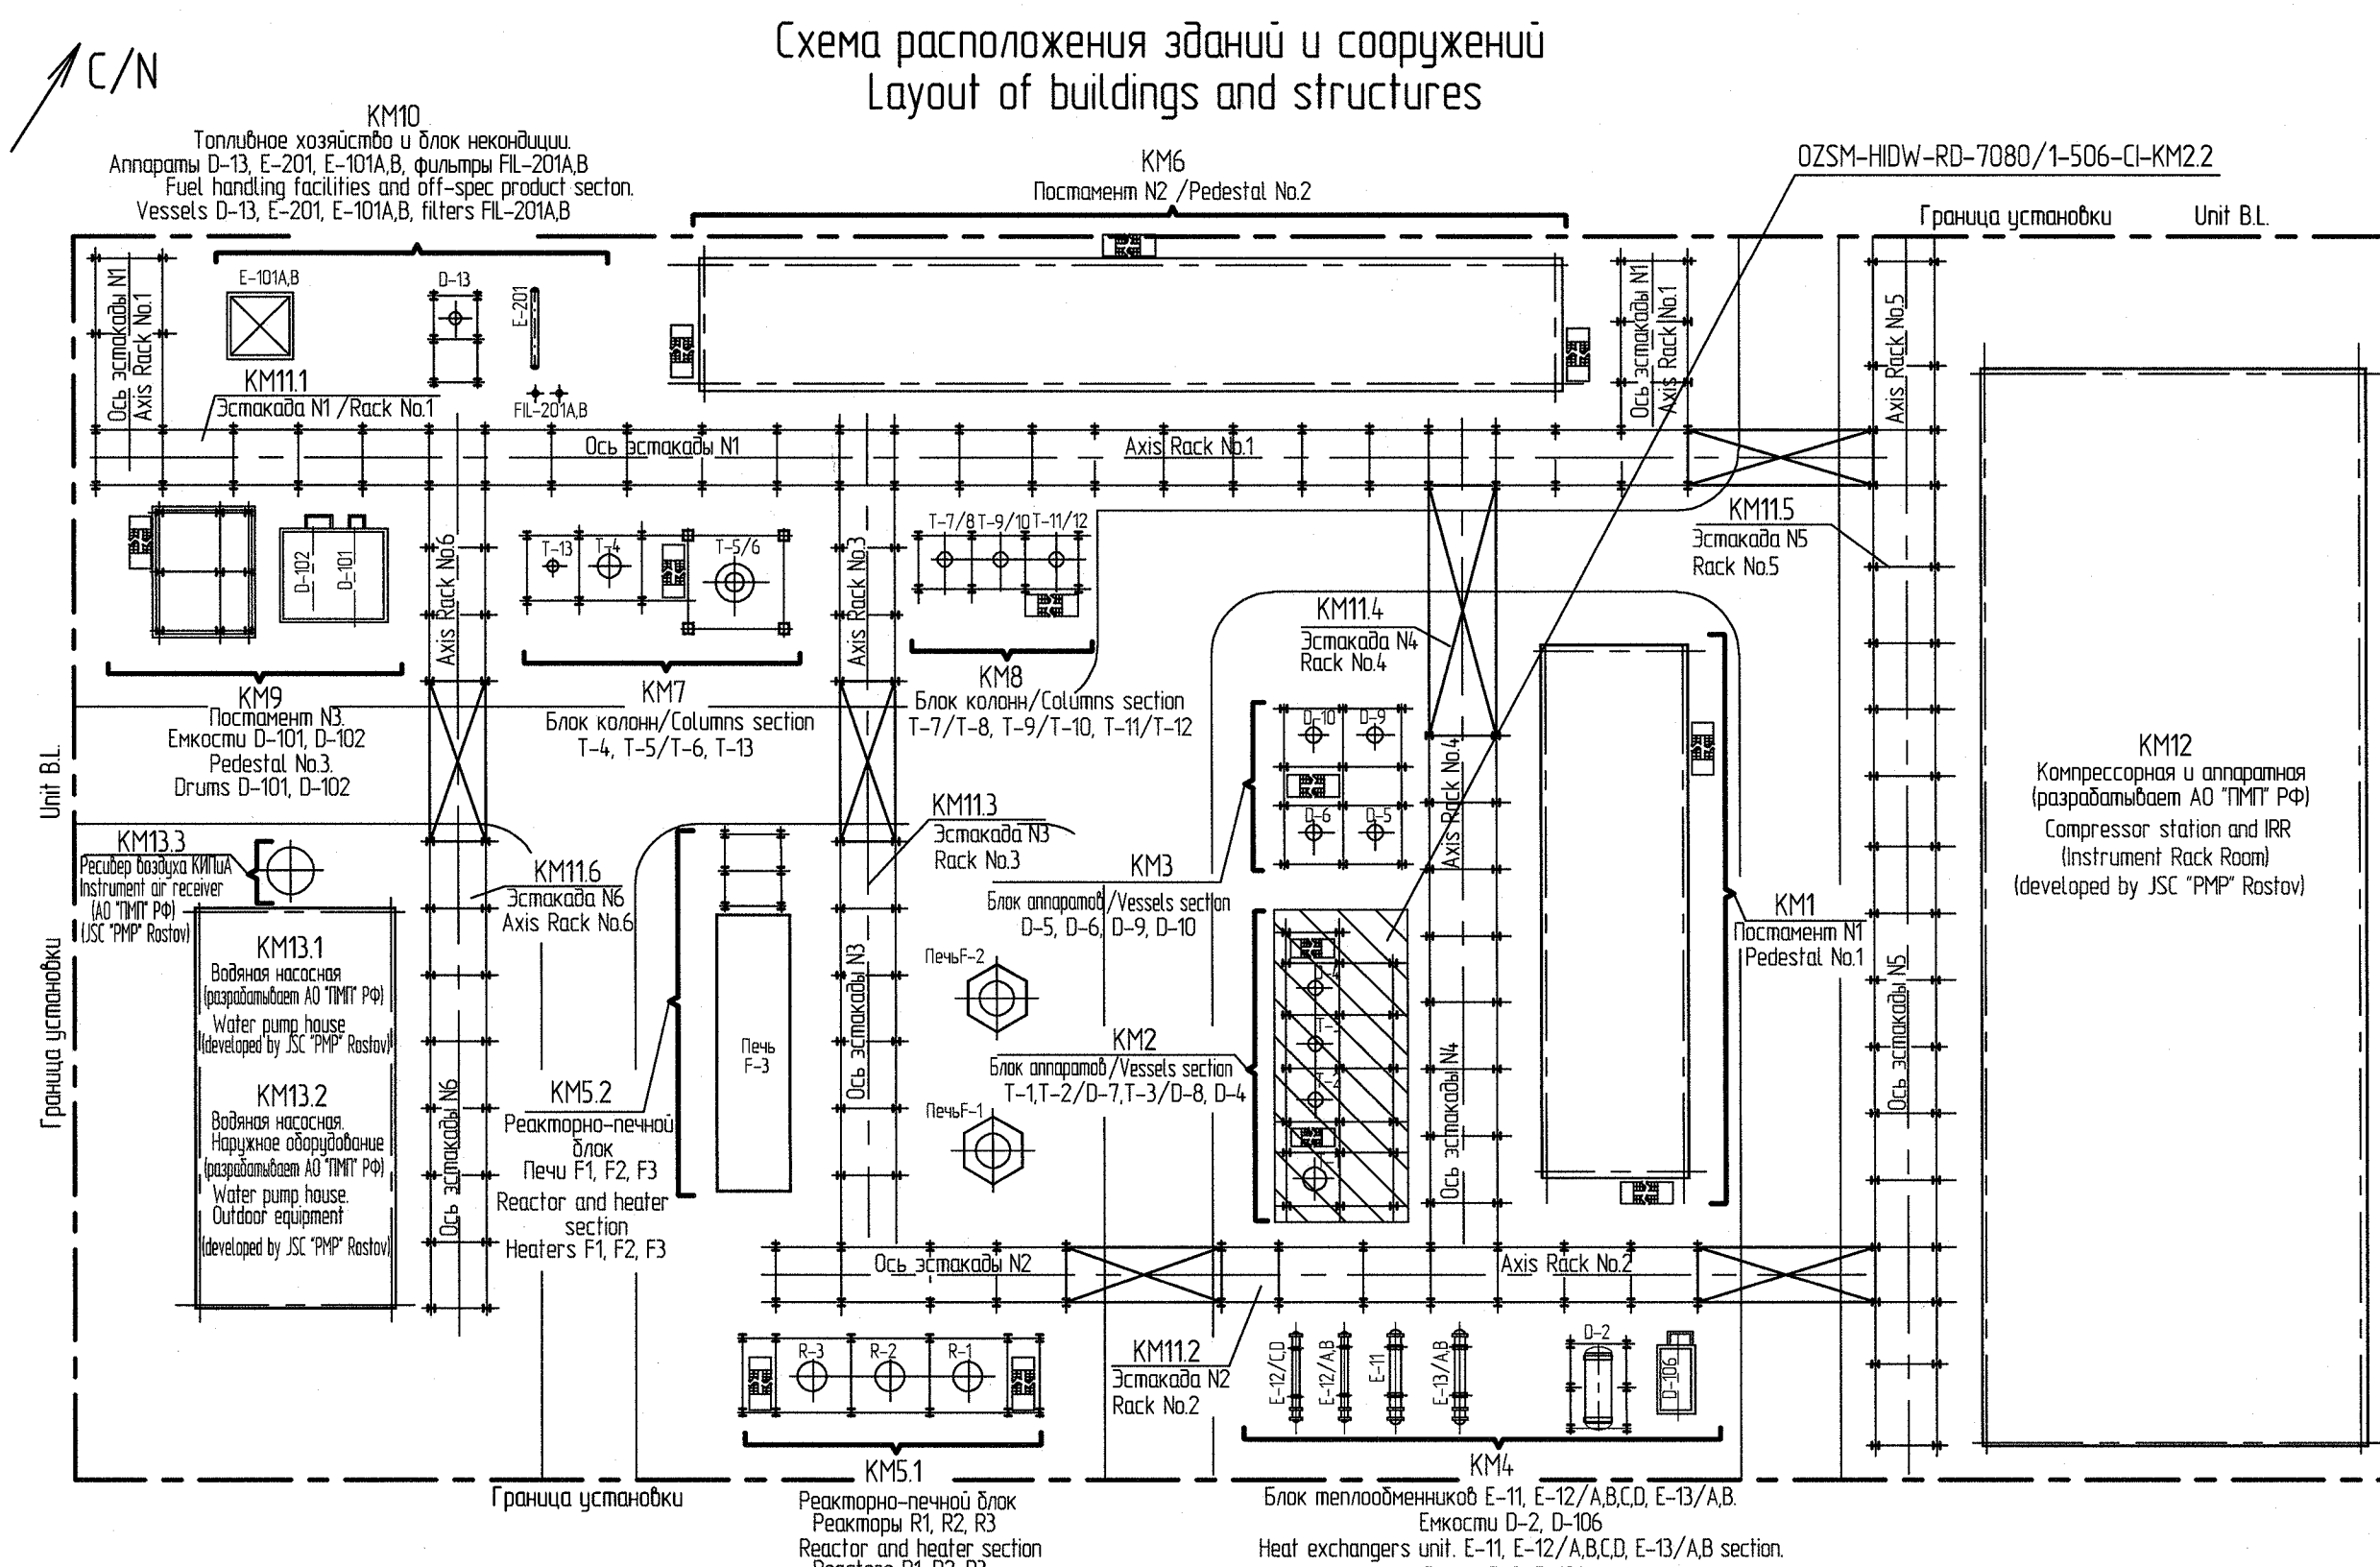 Схема расположения зданий и сооружений
Layout of buildings and structures
C/N
КМ10
Топливное хозяйство и блок некондиции.
Аппараты D-13, E-201, E-101A,B, фильтры FIL-201A,B
Fuel handling facilities and off-spec product secton.
Vessels D-13, E-201, E-101A,B, filters FIL-201A,B
КМ6
Постамент N2 /Pedestal No.2
OZSM-HIDW-RD-7080/1-506-CI-KM2.2
Граница установки Unit B.L.
Ось эстакады N1
Axis Rack No.1
E-101A,B
D-13
E-201
FIL-201A,B
КМ11.1
Эстакада N1 /Rack No.1
Ось эстакады N1
Axis Rack No.1
Ось эстакады N1
Axis Rack No.1
Axis Rack No.5
D-102
D-101
Axis Rack No.6
T-13
T-4
T-5/6
Axis Rack No.3
T-7/8
T-9/10
T-11/12
КМ11.5
Эстакада N5
Rack No.5
КМ11.4
Эстакада N4
Rack No.4
КМ9
Постамент N3.
Емкости D-101, D-102
Pedestal No.3.
Drums D-101, D-102
КМ7
Блок колонн/Columns section
T-4, T-5/T-6, T-13
КМ8
Блок колонн/Columns section
T-7/T-8, T-9/T-10, T-11/T-12
D-10
D-9
D-6
D-5
Axis Rack No.4
КМ12
Компрессорная и аппаратная
(разрабатывает АО "ПМП" РФ)
Compressor station and IRR
(Instrument Rack Room)
(developed by JSC "PMP" Rostov)
Unit B.L.
Граница установки
КМ13.3
Ресивер воздуха КИПиА
Instrument air receiver
(АО "ПМП" РФ)
(JSC "PMP" Rostov)
КМ11.6
Эстакада N6
Axis Rack No.6
КМ11.3
Эстакада N3
Rack No.3
КМ3
Блок аппаратов/Vessels section
D-5, D-6, D-9, D-10
КМ1
Постамент N1
Pedestal No.1
КМ13.1
Водяная насосная
(разрабатывает АО "ПМП" РФ)
Water pump house
(developed by JSC "PMP" Rostov)
КМ13.2
Водяная насосная.
Наружное оборудование
(разрабатывает АО "ПМП" РФ)
Water pump house.
Outdoor equipment
(developed by JSC "PMP" Rostov)
Ось эстакады N6
КМ5.2
Реакторно-печной
блок
Печи F1, F2, F3
Reactor and heater
section
Heaters F1, F2, F3
Печь
F-3
Ось эстакады N3
ПечьF-2
ПечьF-1
КМ2
Блок аппаратов/Vessels section
T-1,T-2/D-7,T-3/D-8, D-4
Ось эстакады N4
Ось эстакады N5
Ось эстакады N2
Axis Rack No.2
R-3
R-2
R-1
КМ11.2
Эстакада N2
Rack No.2
E-12/C,D
E-12/A,B
E-11
E-13/A,B
D-2
D-106
КМ5.1
Граница установки
Реакторно-печной блок
Реакторы R1, R2, R3
Reactor and heater section
КМ4
Блок теплообменников E-11, E-12/A,B,C,D, E-13/A,B.
Емкости D-2, D-106
Heat exchangers unit. E-11, E-12/A,B,C,D, E-13/A,B section.